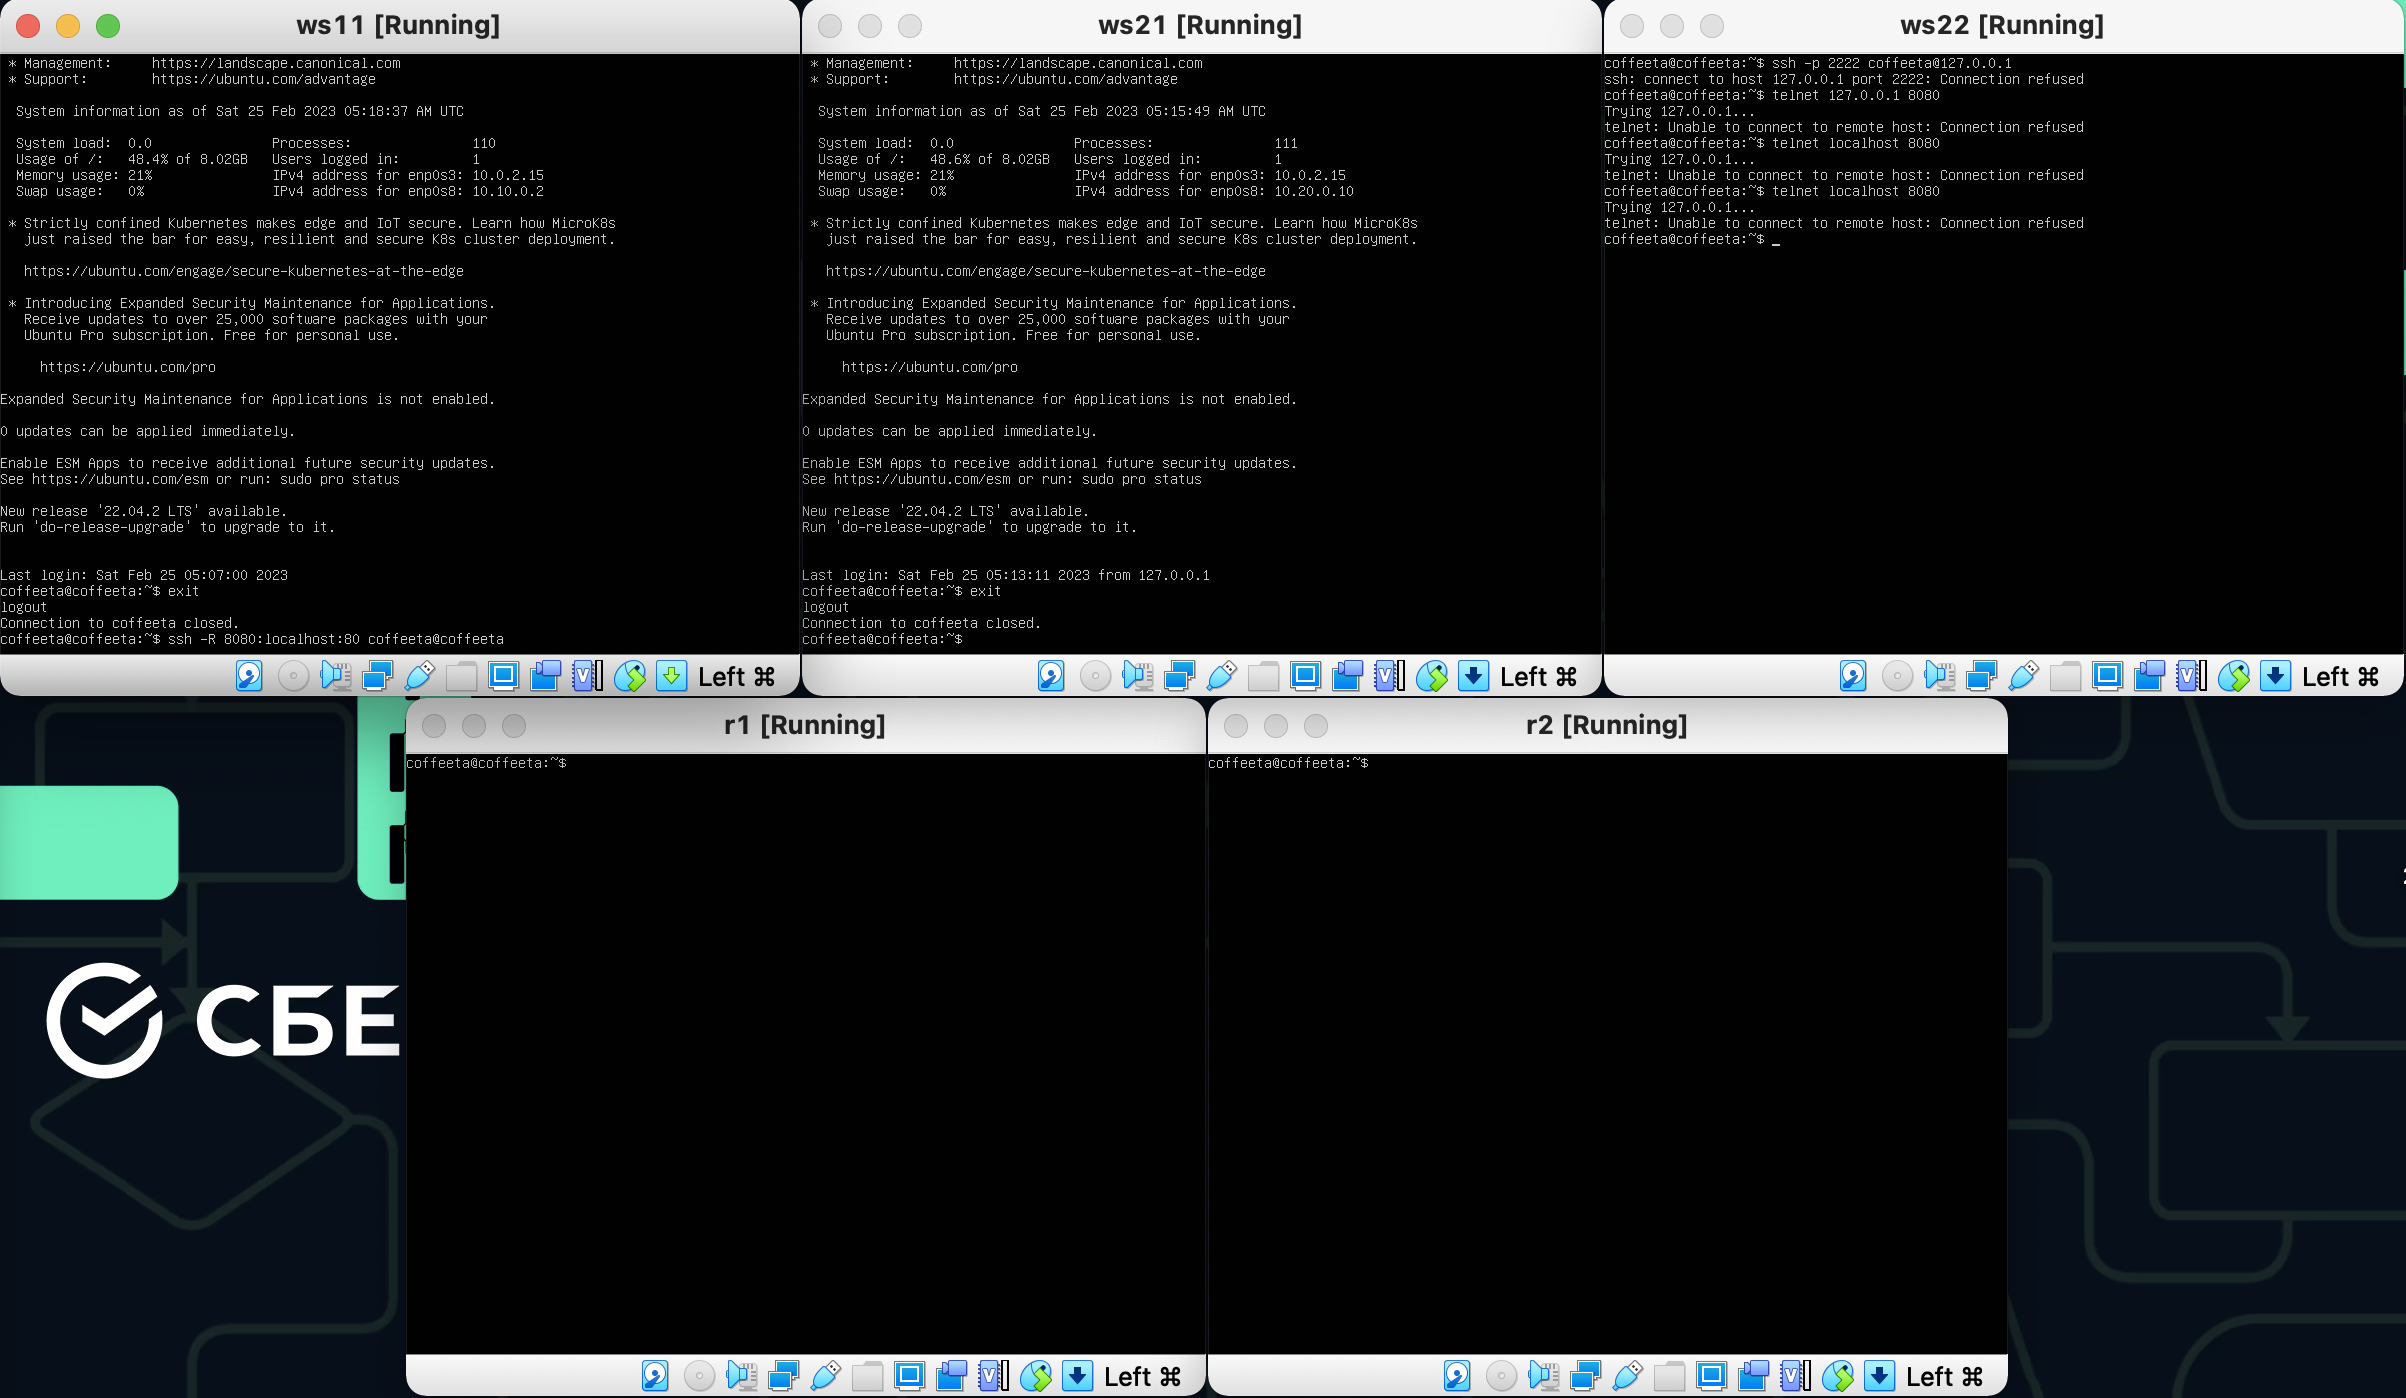 ws11 [Running]
* Management:     https://landscape.canonical.com
* Support:        https://ubuntu.com/advantage
System information as of Sat 25 Feb 2023 05:18:37 AM UTC
System load:  0.0               Processes:               110
Usage of /:   48.4% of 8.02GB   Users logged in:         1
Memory usage: 21%               IPv4 address for enp0s3: 10.0.2.15
Swap usage:   0%                IPv4 address for enp0s8: 10.10.0.2
* Strictly confined Kubernetes makes edge and IoT secure. Learn how MicroK8s
just raised the bar for easy, resilient and secure K8s cluster deployment.
https://ubuntu.com/engage/secure-kubernetes-at-the-edge
* Introducing Expanded Security Maintenance for Applications.
Receive updates to over 25,000 software packages with your
Ubuntu Pro subscription. Free for personal use.
https://ubuntu.com/pro
Expanded Security Maintenance for Applications is not enabled.
0 updates can be applied immediately.
Enable ESM Apps to receive additional future security updates.
See https://ubuntu.com/esm or run: sudo pro status
New release '22.04.2 LTS' available.
Run 'do-release-upgrade' to upgrade to it.
Last login: Sat Feb 25 05:07:00 2023
coffeeta@coffeeta:~$ exit
logout
Connection to coffeeta closed.
coffeeta@coffeeta:~$ ssh -R 8080:localhost:80 coffeeta@coffeeta
Left ⌘
ws21 [Running]
* Management:     https://landscape.canonical.com
* Support:        https://ubuntu.com/advantage
System information as of Sat 25 Feb 2023 05:15:49 AM UTC
System load:  0.0               Processes:               111
Usage of /:   48.6% of 8.02GB   Users logged in:         1
Memory usage: 21%               IPv4 address for enp0s3: 10.0.2.15
Swap usage:   0%                IPv4 address for enp0s8: 10.20.0.10
* Strictly confined Kubernetes makes edge and IoT secure. Learn how MicroK8s
just raised the bar for easy, resilient and secure K8s cluster deployment.
https://ubuntu.com/engage/secure-kubernetes-at-the-edge
* Introducing Expanded Security Maintenance for Applications.
Receive updates to over 25,000 software packages with your
Ubuntu Pro subscription. Free for personal use.
https://ubuntu.com/pro
Expanded Security Maintenance for Applications is not enabled.
0 updates can be applied immediately.
Enable ESM Apps to receive additional future security updates.
See https://ubuntu.com/esm or run: sudo pro status
New release '22.04.2 LTS' available.
Run 'do-release-upgrade' to upgrade to it.
Last login: Sat Feb 25 05:13:11 2023 from 127.0.0.1
coffeeta@coffeeta:~$ exit
logout
Connection to coffeeta closed.
coffeeta@coffeeta:~$
Left ⌘
ws22 [Running]
coffeeta@coffeeta:~$ ssh -p 2222 coffeeta@127.0.0.1
ssh: connect to host 127.0.0.1 port 2222: Connection refused
coffeeta@coffeeta:~$ telnet 127.0.0.1 8080
Trying 127.0.0.1...
telnet: Unable to connect to remote host: Connection refused
coffeeta@coffeeta:~$ telnet localhost 8080
Trying 127.0.0.1...
telnet: Unable to connect to remote host: Connection refused
coffeeta@coffeeta:~$ telnet localhost 8080
Trying 127.0.0.1...
telnet: Unable to connect to remote host: Connection refused
coffeeta@coffeeta:~$ _
Left ⌘
r1 [Running]
coffeeta@coffeeta:~$
Left ⌘
r2 [Running]
coffeeta@coffeeta:~$
Left ⌘
СБЕ